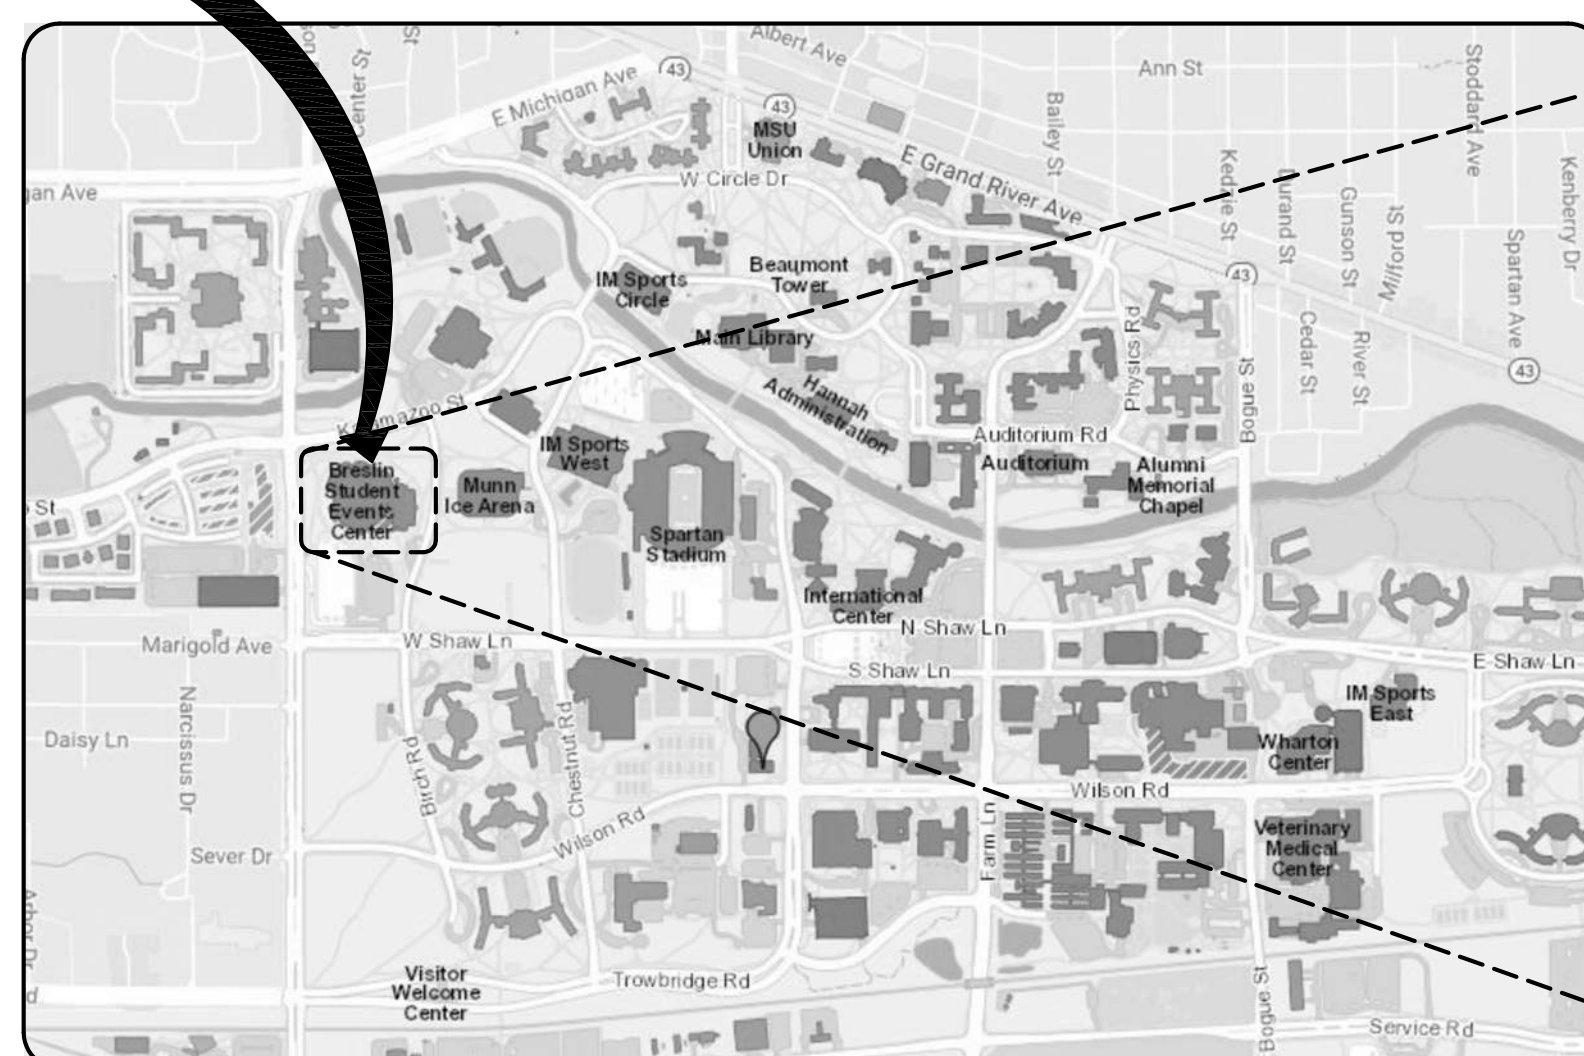 Center St
St
E Michigan Ave
43
Albert Ave
43
MSU
Union
Ann St
Stoddard Ave
Bailey St
E Grand River Ave
Kedzie St
Durand St
Gunson St
Milford St
Kenberry Dr
Spartan Ave
gan Ave
W Circle Dr
IM Sports
Circle
Beaumont
Tower
Main Library
43
Physics Rd
Cedar St
River St
43
Bogue St
Hannah
Administration
Kalamazoo St
IM Sports
West
Auditorium Rd
Auditorium
Alumni
Memorial
Chapel
Breslin
Student
Events
Center
Munn
Ice Arena
St
Spartan
Stadium
International
Center
N Shaw Ln
W Shaw Ln
Marigold Ave
S Shaw Ln
E Shaw Ln
IM Sports
East
Narcissus Dr
Daisy Ln
Birch Rd
Chestnut Rd
Wharton
Center
Wilson Rd
Wilson Rd
Farm Ln
Veterinary
Medical
Center
Sever Dr
Arbor Dr
Visitor
Welcome
Center
Trowbridge Rd
d
Bogue St
Service Rd